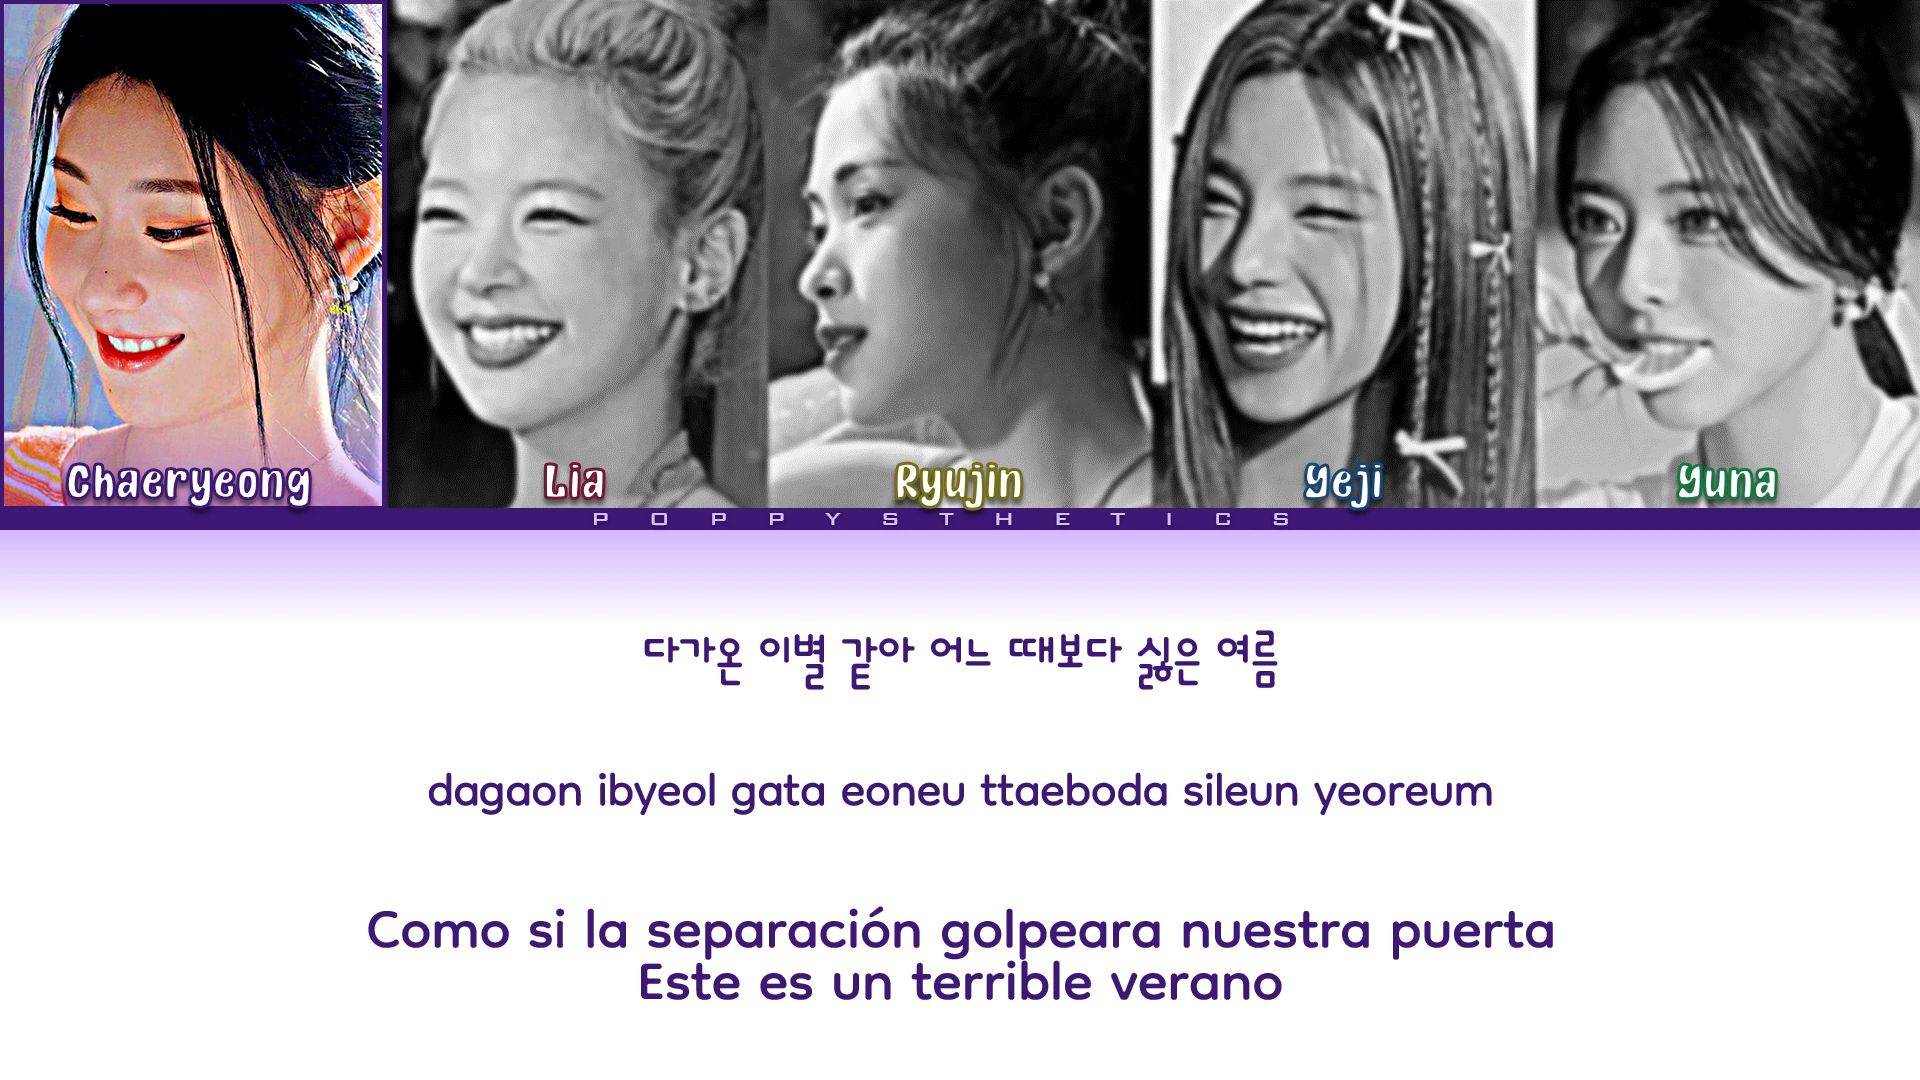 Chaeryeong
Lia
Ryujin
Yeji
Yuna
POPPYSTHETICS
다가온 이별 같아 어느 때보다 싫은 여름
dagaon ibyeol gata eoneu ttaeboda sileun yeoreum
Como si la separación golpeara nuestra puerta
Este es un terrible verano